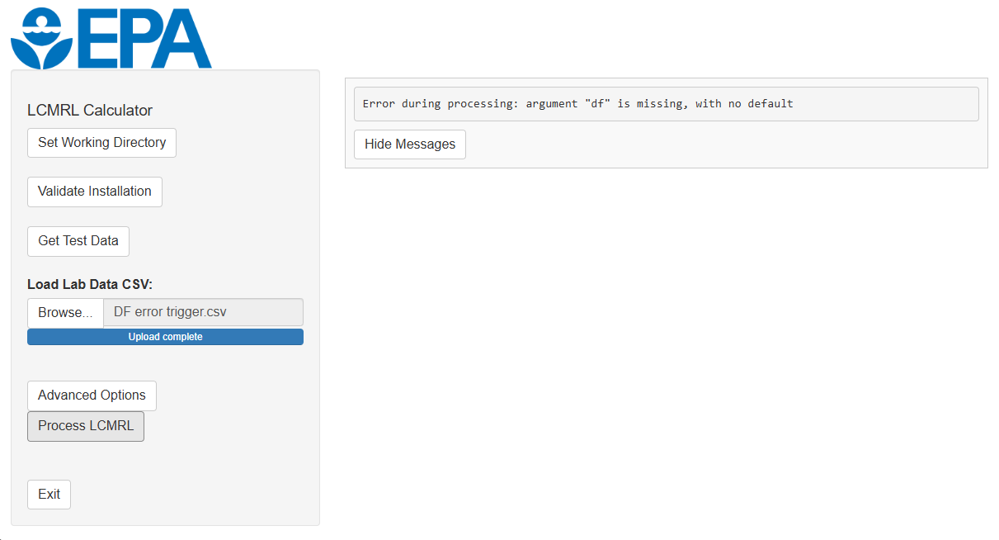 EPA
LCMRL Calculator
Set Working Directory
Validate Installation
Get Test Data
Load Lab Data CSV:
Browse... DF error trigger.csv
Upload complete
Advanced Options
Process LCMRL
Exit
Error during processing: argument "df" is missing, with no default
Hide Messages